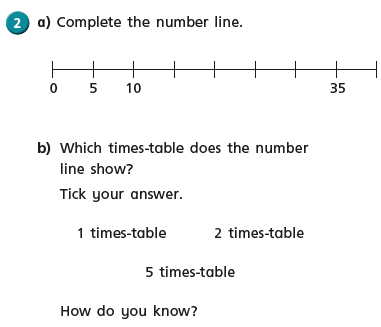 2 a) Complete the number line.
0 5 10 35
b) Which times-table does the number
line show?
Tick your answer.
1 times-table 2 times-table
5 times-table
How do you know?